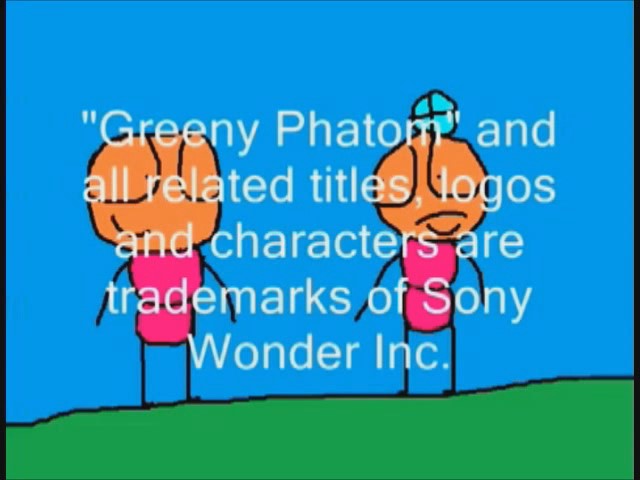 "Greeny Phatom" and
all related titles, logos
and characters are
trademarks of Sony
Wonder Inc.